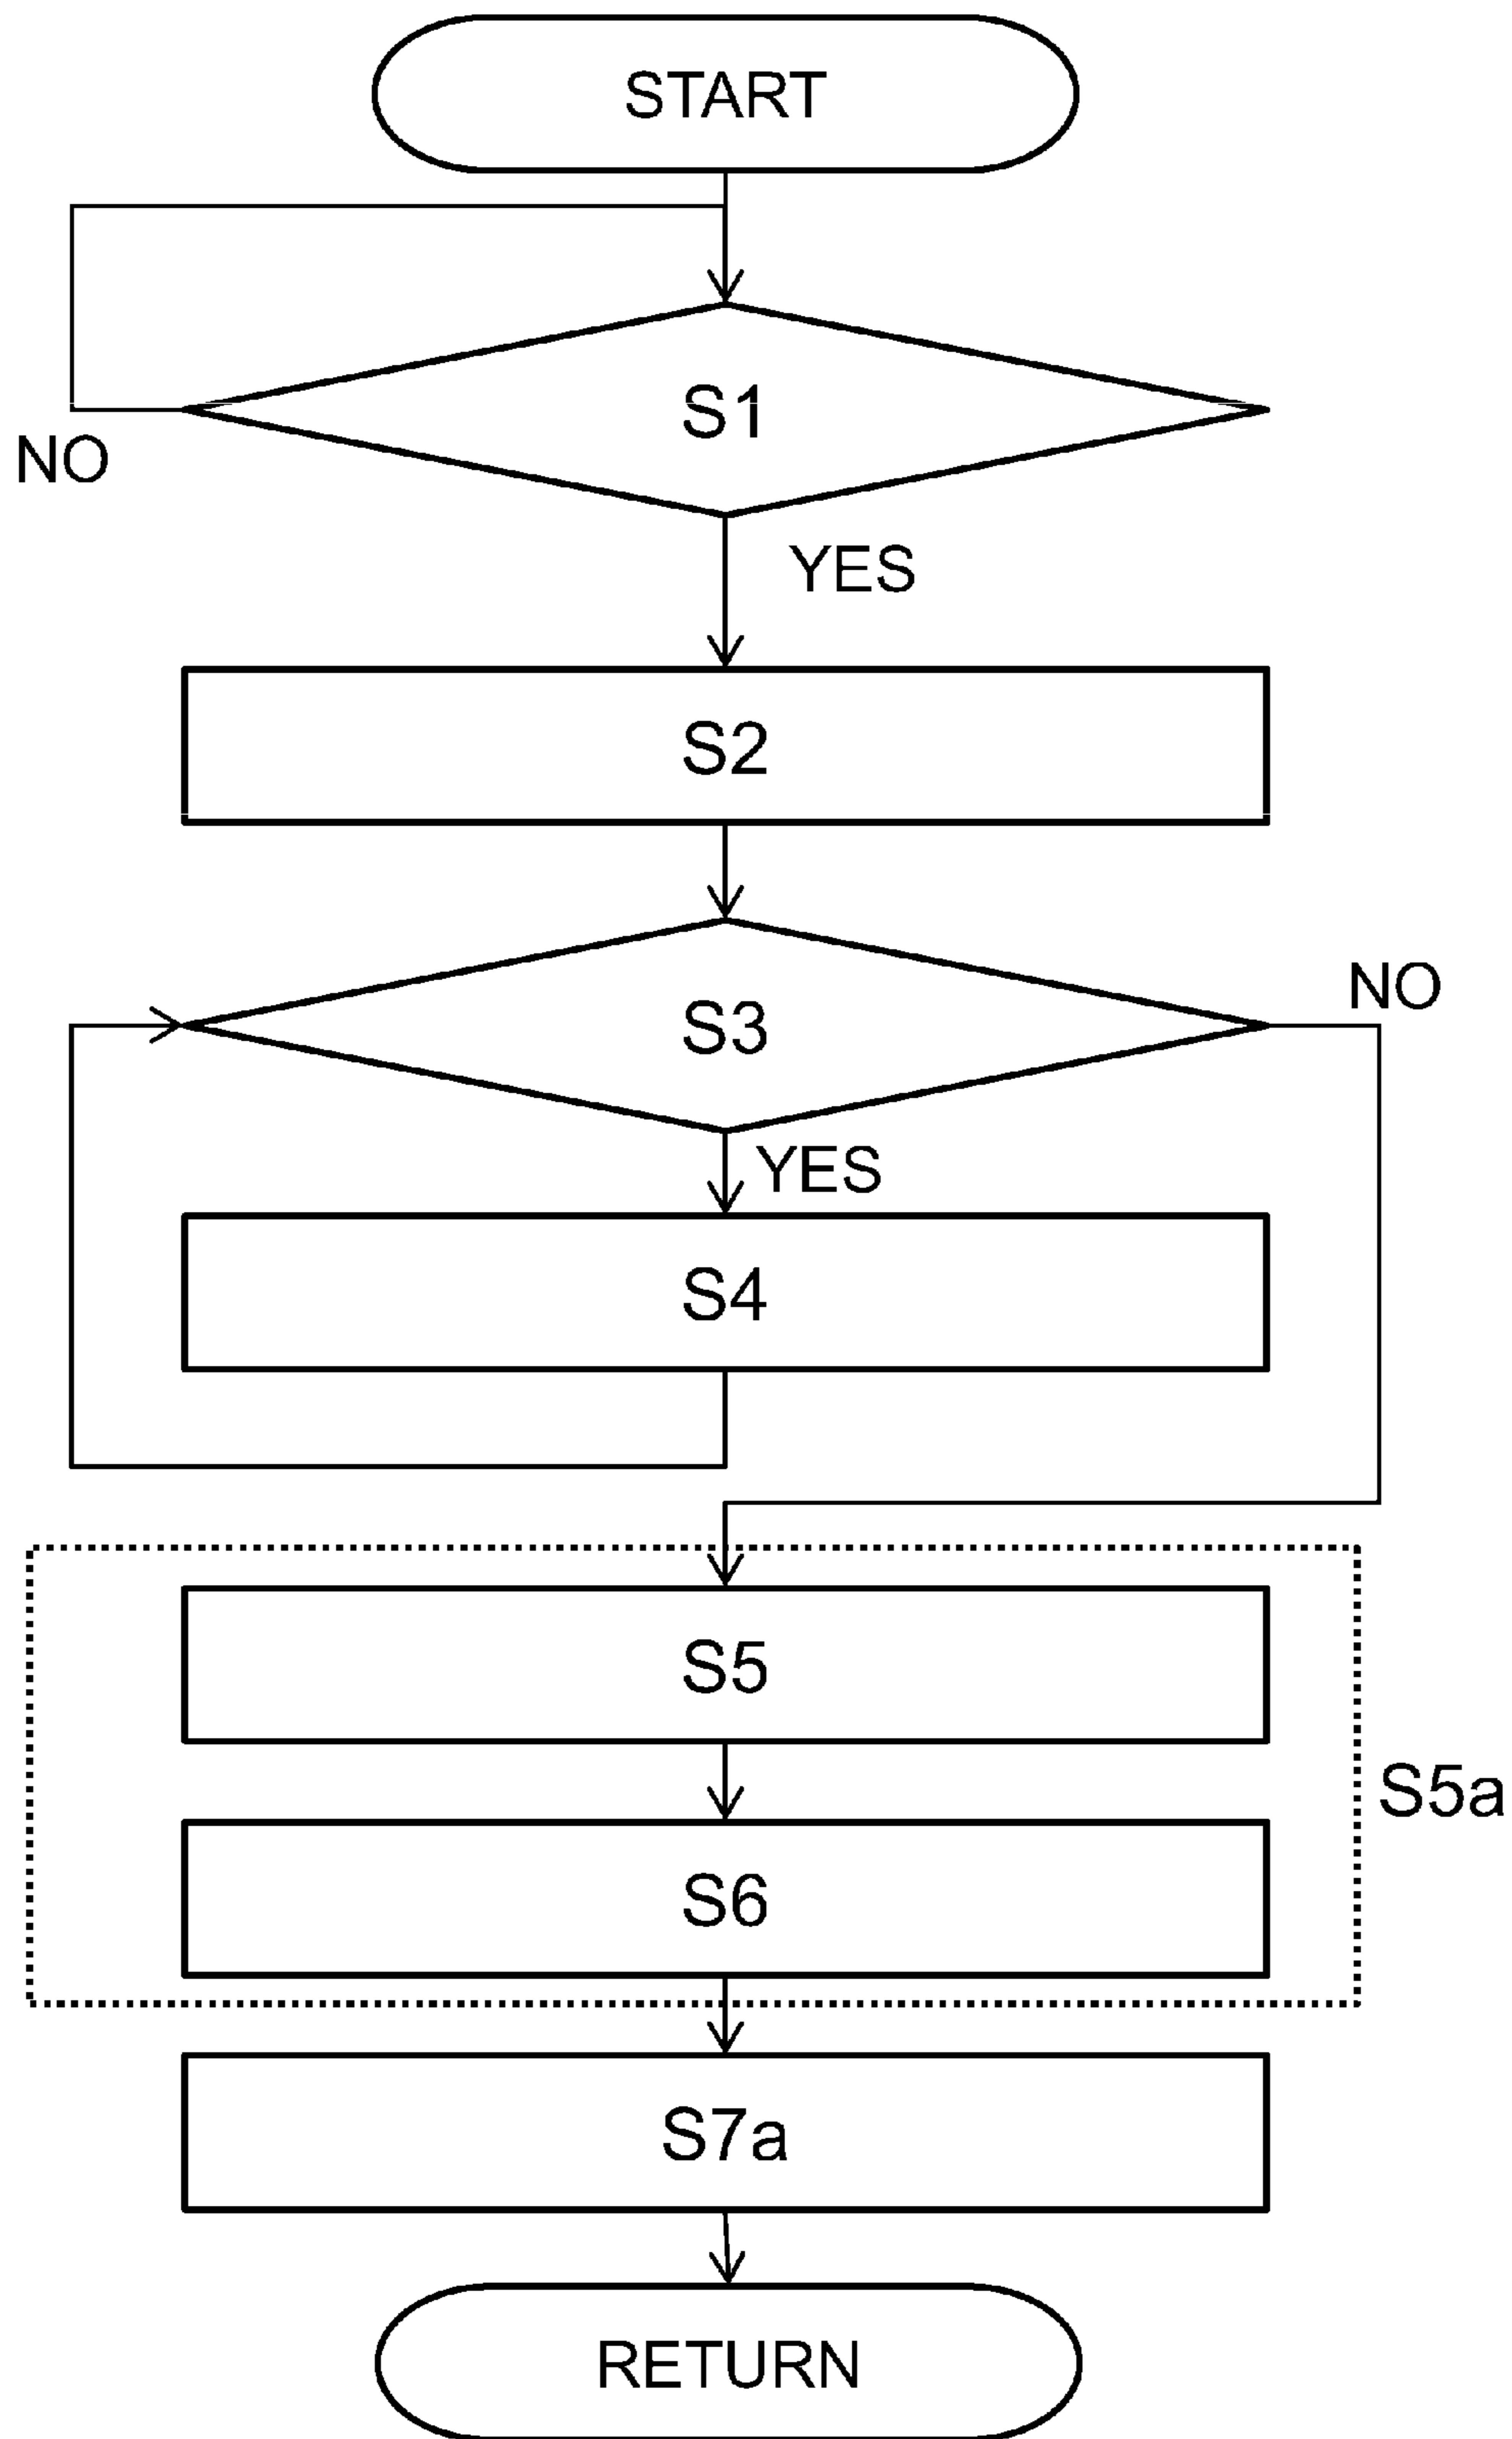 START
S1
NO
YES
S2
NO
S3
YES
S4
S5
S5a
S6
S7a
RETURN